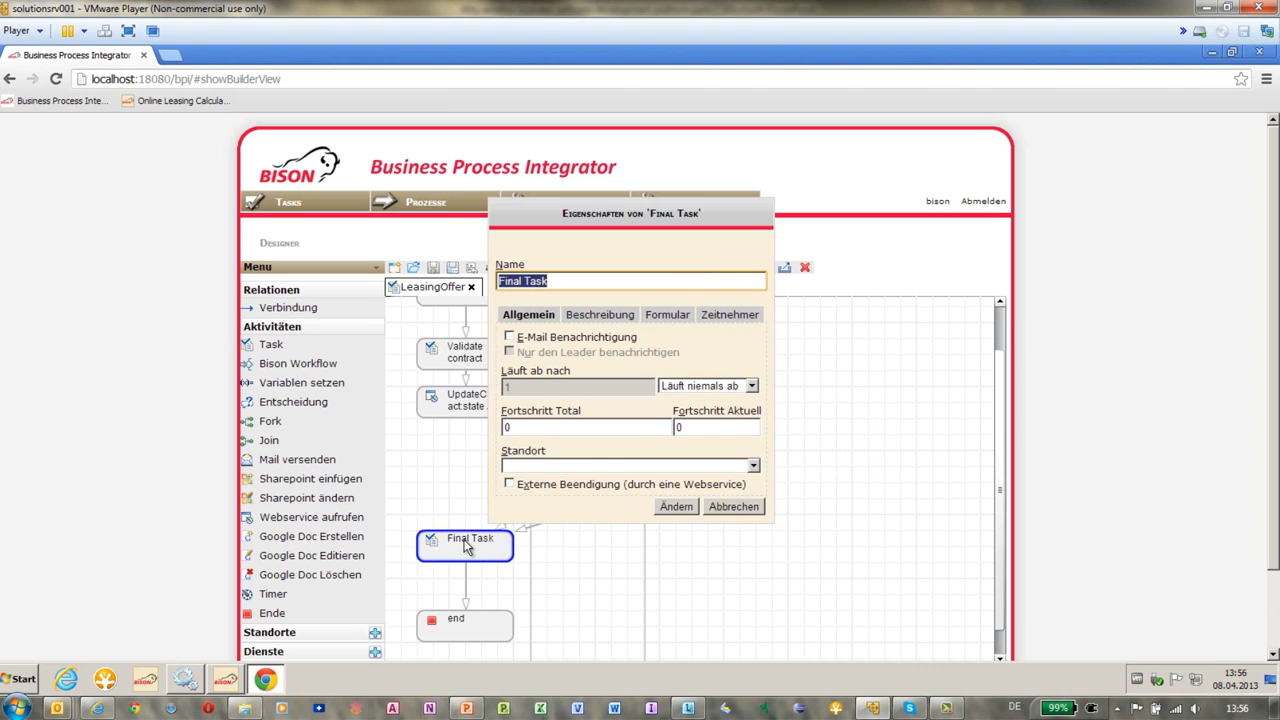 solutionsrv001 - VMware Player (Non-commercial use only)
Player
Business Process Integrator
localhost:18080/bpi/#showBuilderView
Business Process Inte...
Online Leasing Calcula...
BISON
Business Process Integrator
TASKS
PROZESSE
bison
Abmelden
DESIGNER
Menu
LeasingOffer
Relationen
Verbindung
Aktivitäten
Task
Bison Workflow
Variablen setzen
Entscheidung
Fork
Join
Mail versenden
Sharepoint einfügen
Sharepoint ändern
Webservice aufrufen
Google Doc Erstellen
Google Doc Editieren
Google Doc Löschen
Timer
Ende
Standorte
Dienste
Validate
contract
UpdateC
act:state
Final Task
end
EIGENSCHAFTEN VON 'FINAL TASK'
Name
Final Task
Allgemein
Beschreibung
Formular
Zeitnehmer
E-Mail Benachrichtigung
Nur den Leader benachrichtigen
Läuft ab nach
1
Läuft niemals ab
Fortschritt Total
Fortschritt Aktuell
0
0
Standort
Externe Beendigung (durch eine Webservice)
Ändern
Abbrechen
Start
13:56
08.04.2013
DE
99%
13:56